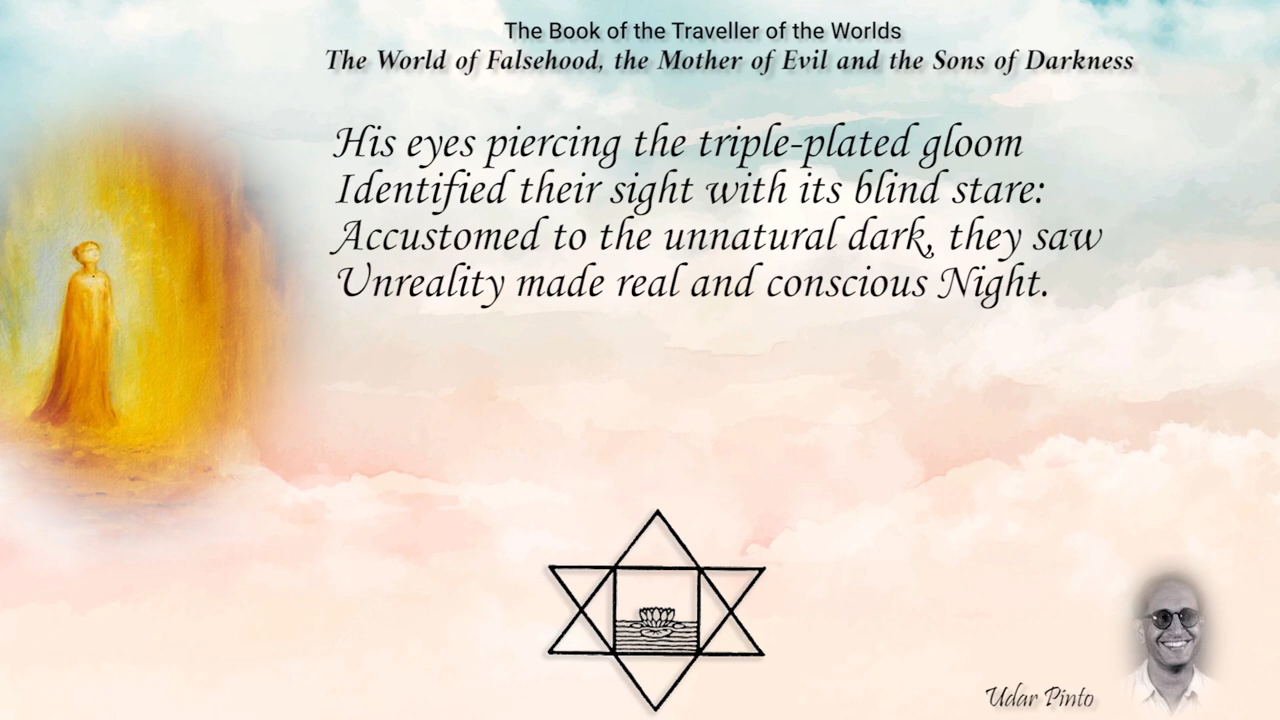 The Book of the Traveller of the Worlds
The World of Falsehood, the Mother of Evil and the Sons of Darkness
His eyes piercing the triple-plated gloom
Identified their sight with its blind stare:
Accustomed to the unnatural dark, they saw
Unreality made real and conscious Night.
Udar Pinto